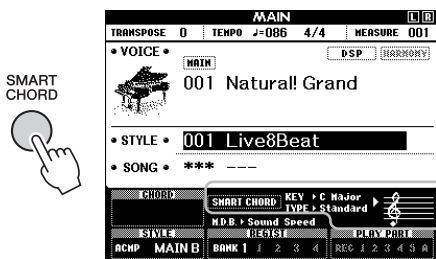 SMART
CHORD
MAIN L R
TRANSPOSE 0 TEMPO ♩=086 4/4 MEASURE 001
• VOICE • DSP HARMONY
MAIN
001 Natural! Grand
• STYLE • 001 Live8Beat
• SONG • *** ---
CHORD
SMART CHORD KEY ▸ C Major
TYPE ▸ Standard
M.D.B. ▸ Sound Speed
STYLE REGIST PLAY PART
ACMP MAIN B BANK 1 1 2 3 4 REC 1 2 3 4 5 A